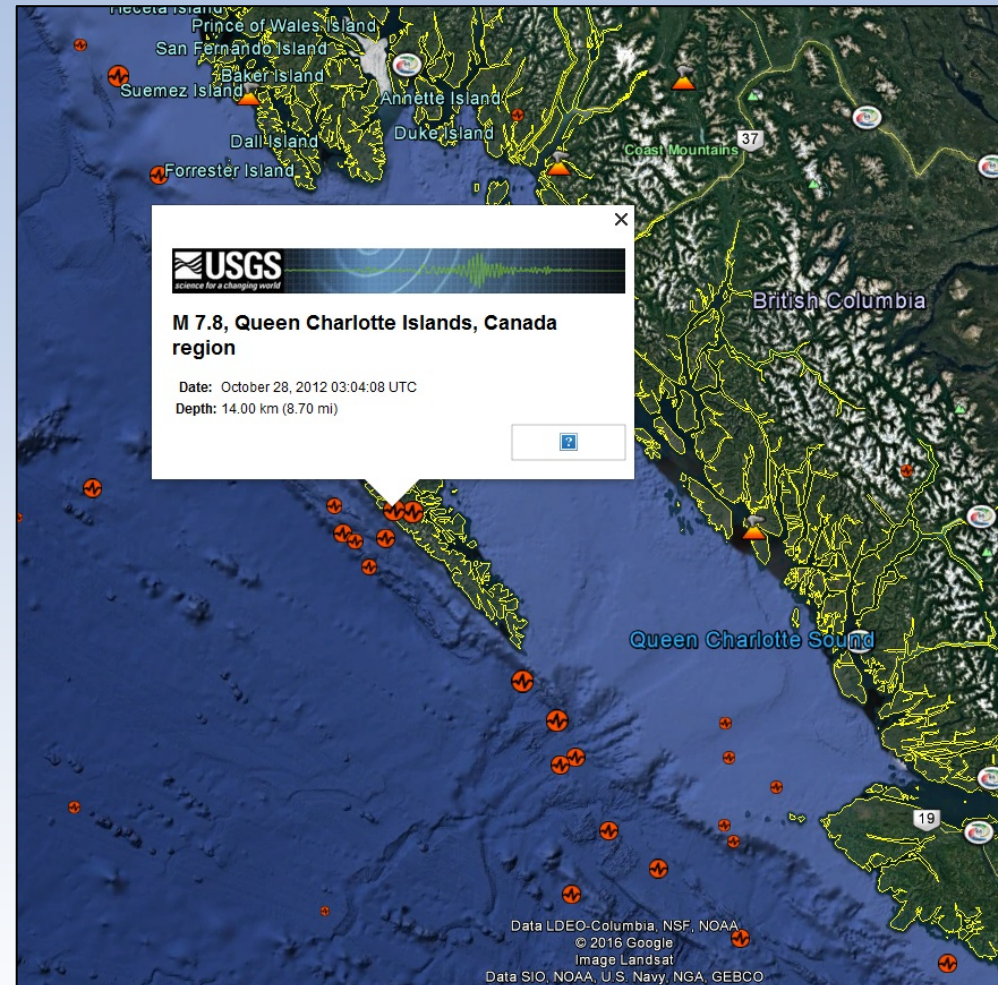 Heceta Island
Prince of Wales Island
San Fernando Island
Baker Island
Suemez Island
Annette Island
Dall Island
Duke Island
Forrester Island
Coast Mountains
37
USGS
science for a changing world
M 7.8, Queen Charlotte Islands, Canada
region
Date: October 28, 2012 03:04:08 UTC
Depth: 14.00 km (8.70 mi)
?
British Columbia
Queen Charlotte Sound
19
Data LDEO-Columbia, NSF, NOAA
© 2016 Google
Image Landsat
Data SIO, NOAA, U.S. Navy, NGA, GEBCO